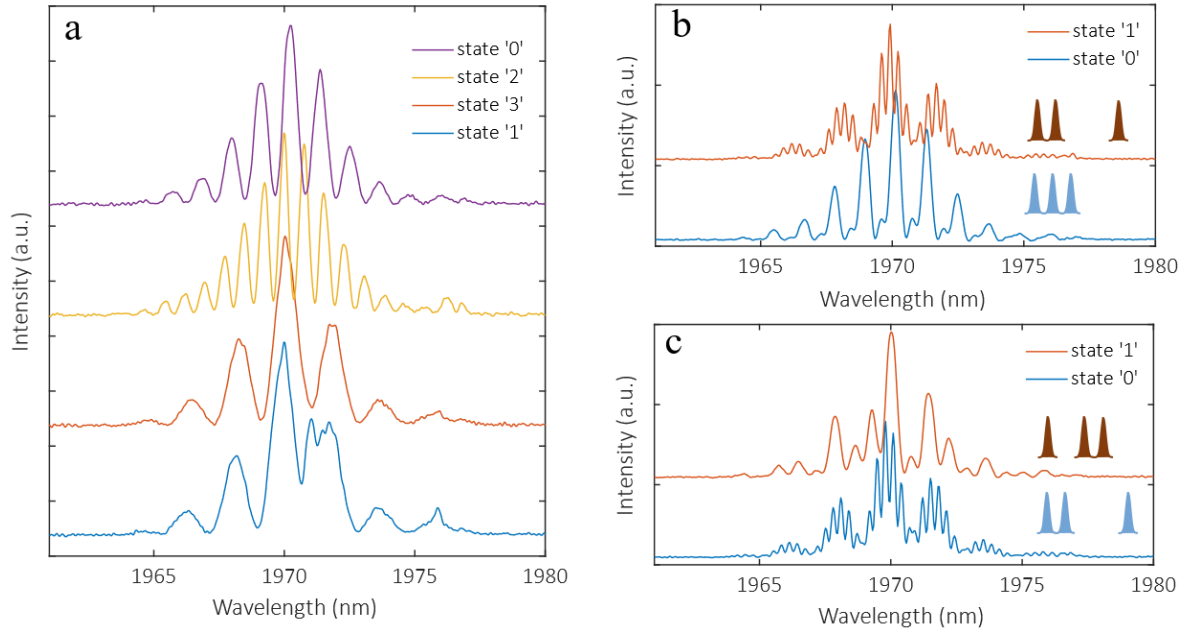 a
state '0'
state '2'
state '3'
state '1'
Intensity (a.u.)
1965
1970
1975
1980
Wavelength (nm)
b
state '1'
state '0'
Intensity (a.u.)
1965
1970
1975
1980
Wavelength (nm)
c
state '1'
state '0'
Intensity (a.u.)
1965
1970
1975
1980
Wavelength (nm)